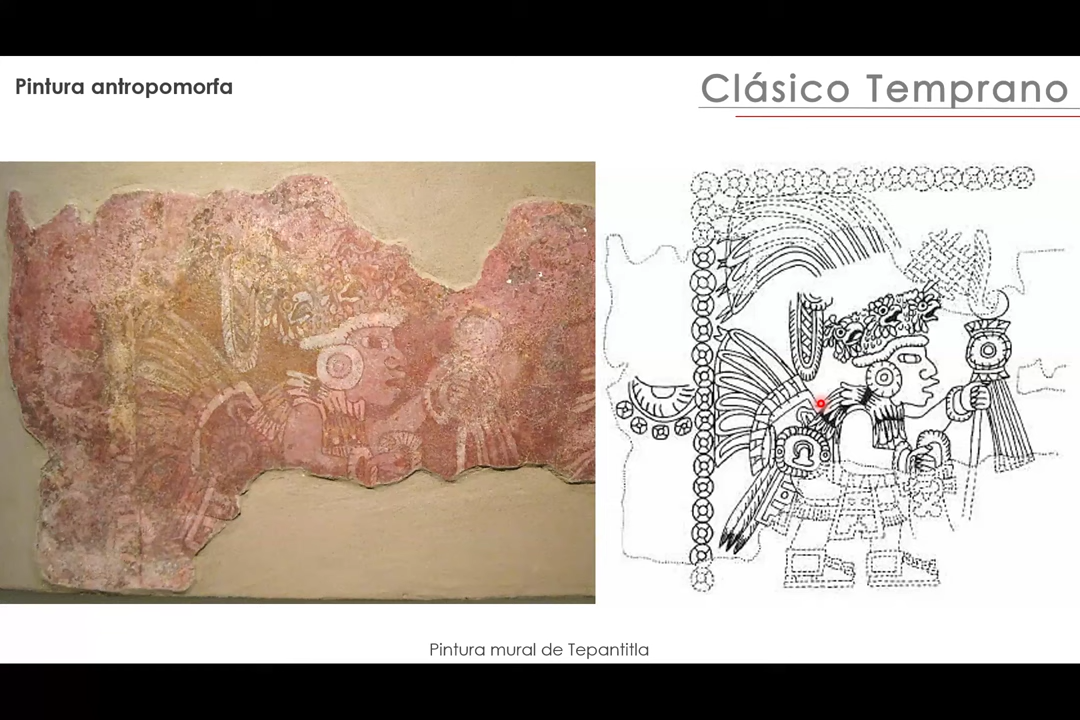 Pintura antropomorfa
Clásico Temprano
Pintura mural de Tepantitla